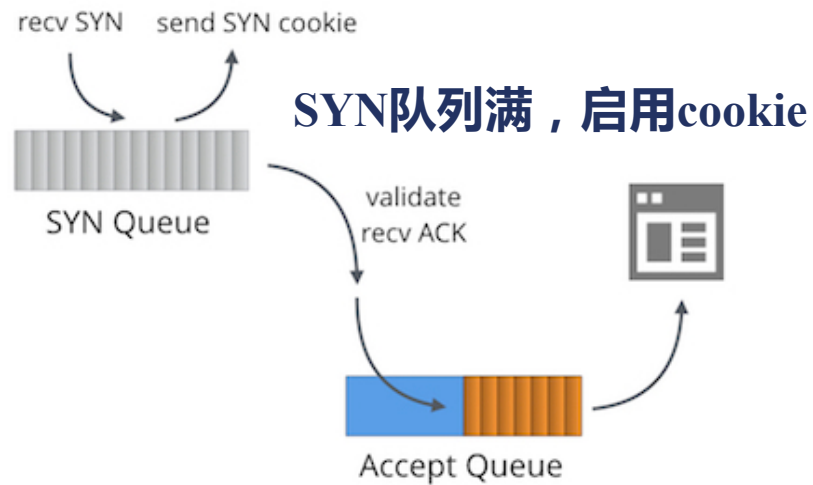 recv SYN
send SYN cookie
SYN队列满，启用cookie
SYN Queue
validate
recv ACK
Accept Queue